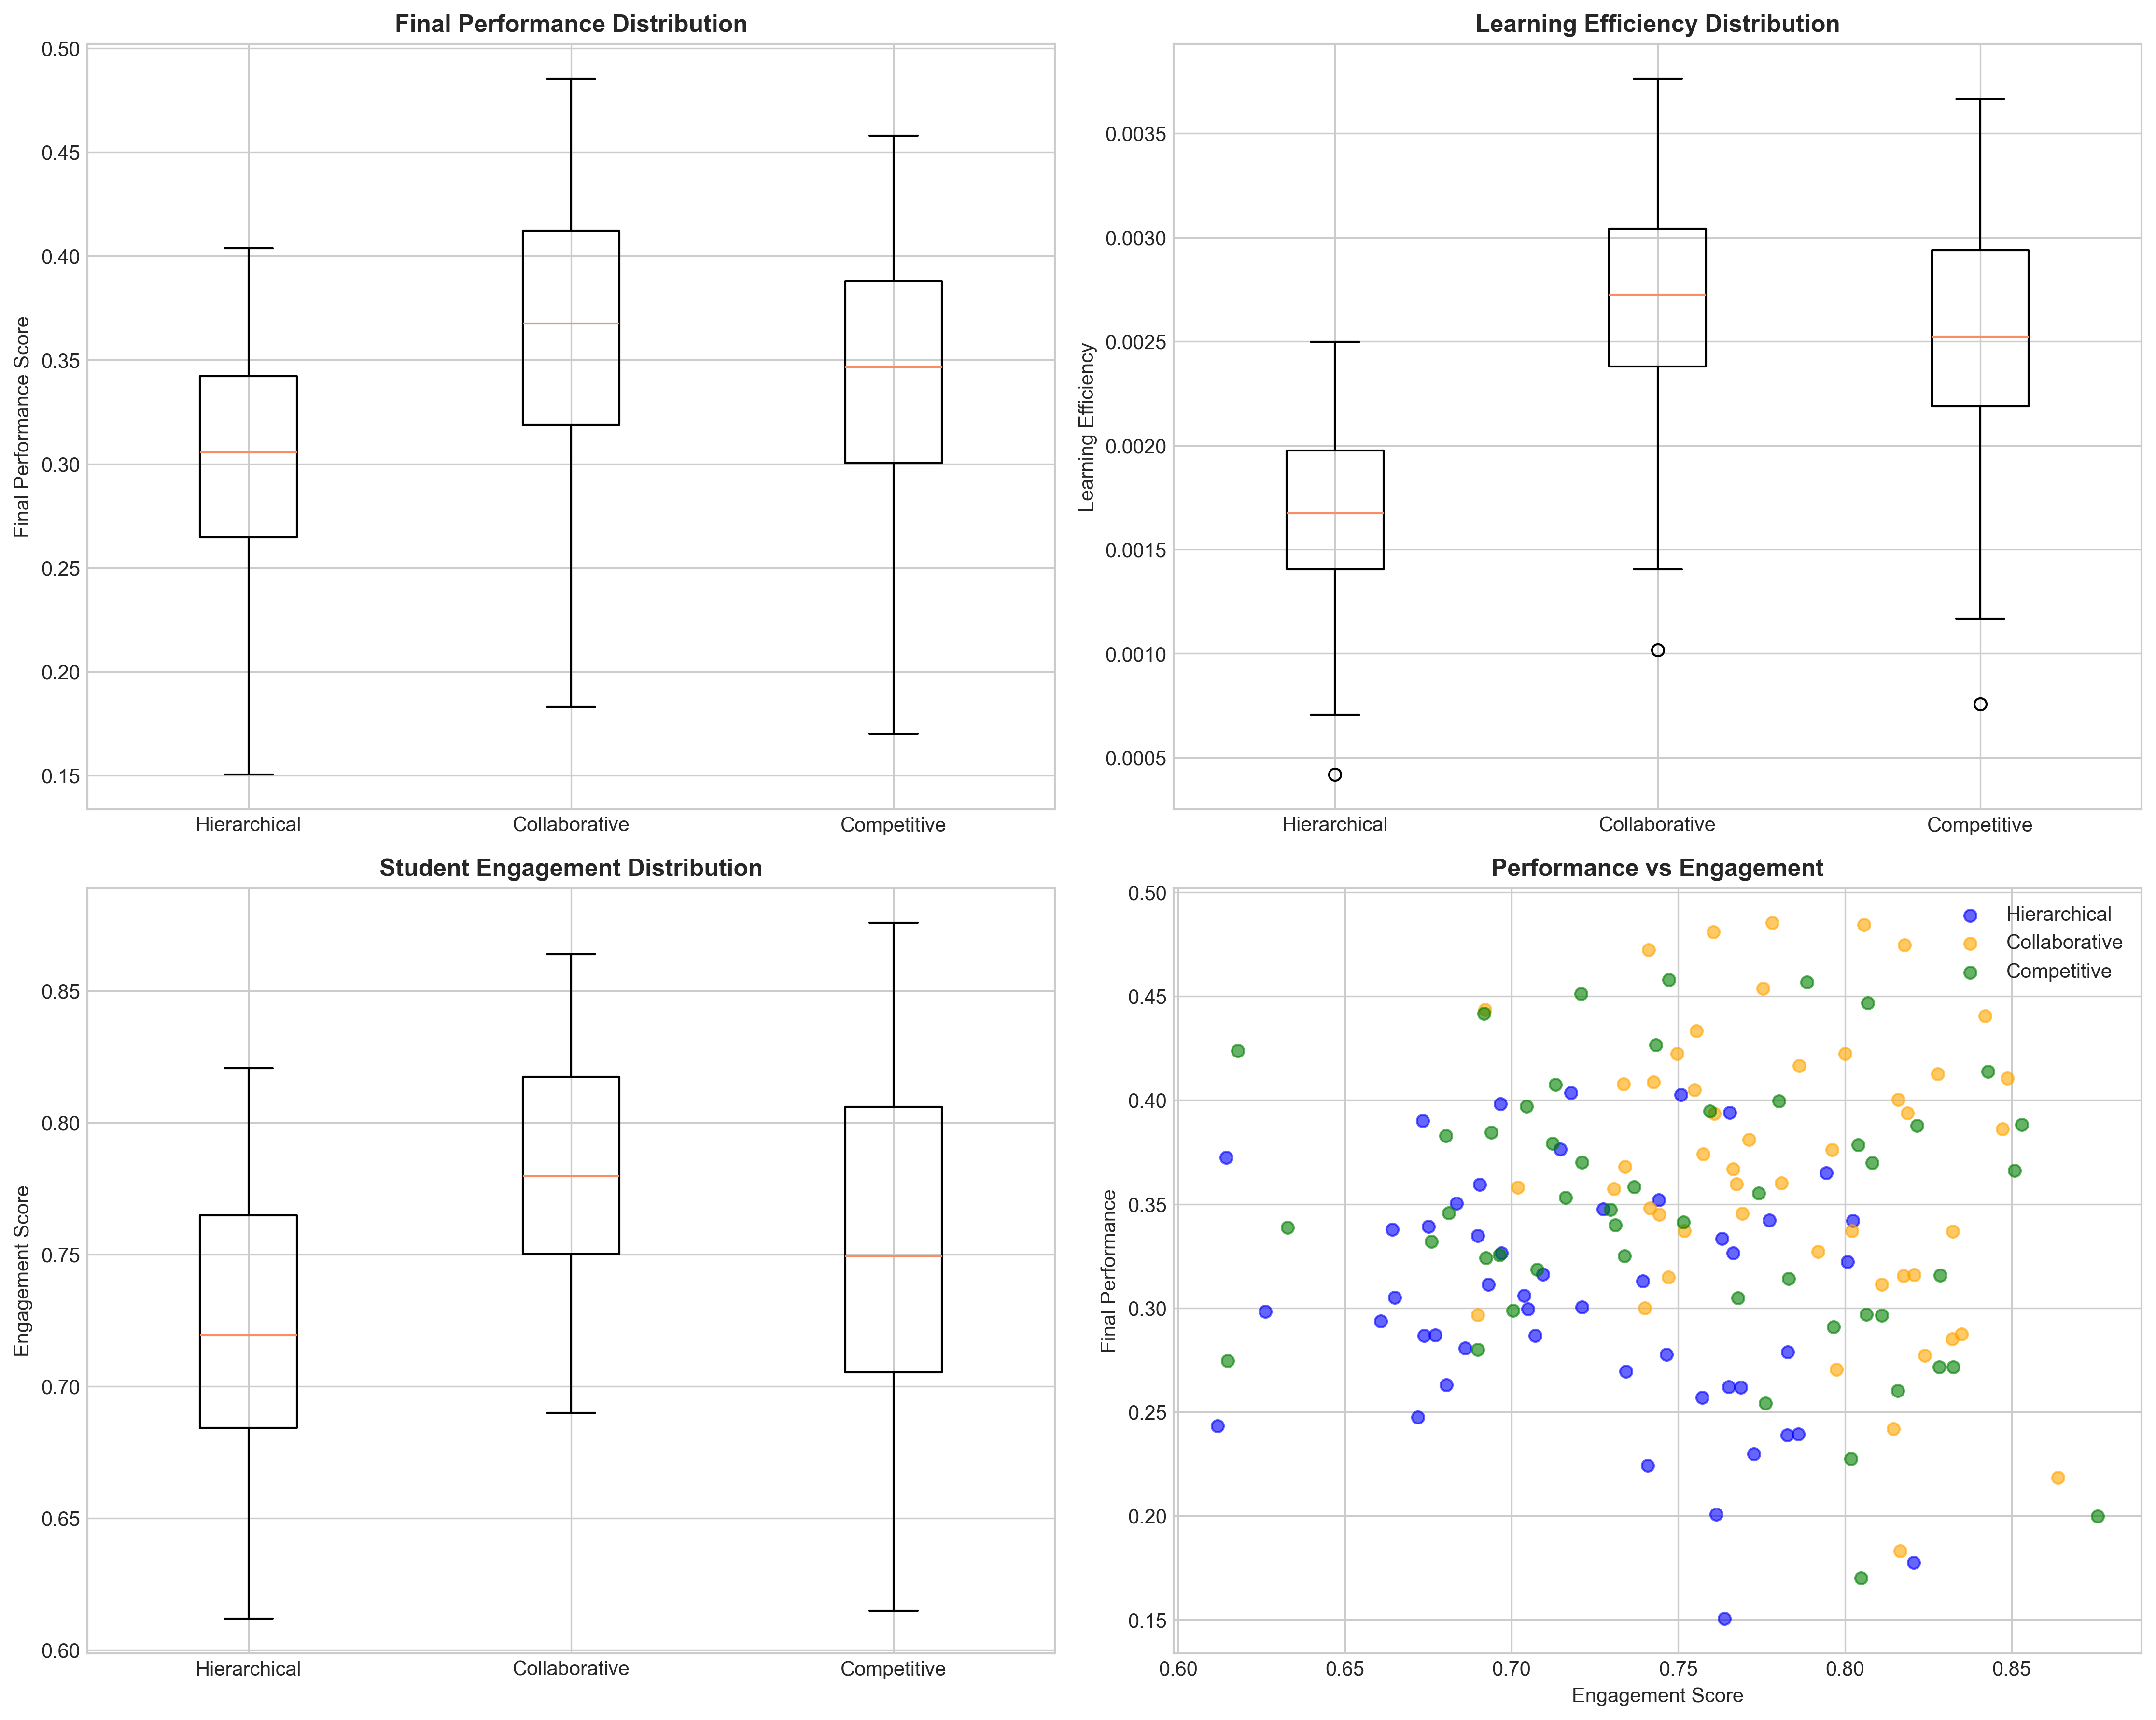 Final Performance Distribution
Final Performance Score
0.50
0.45
0.40
0.35
0.30
0.25
0.20
0.15
Hierarchical
Collaborative
Competitive
Learning Efficiency Distribution
Learning Efficiency
0.0035
0.0030
0.0025
0.0020
0.0015
0.0010
0.0005
Hierarchical
Collaborative
Competitive
Student Engagement Distribution
Engagement Score
0.85
0.80
0.75
0.70
0.65
0.60
Hierarchical
Collaborative
Competitive
Performance vs Engagement
Final Performance
0.50
0.45
0.40
0.35
0.30
0.25
0.20
0.15
Hierarchical
Collaborative
Competitive
0.60
0.65
0.70
0.75
0.80
0.85
Engagement Score